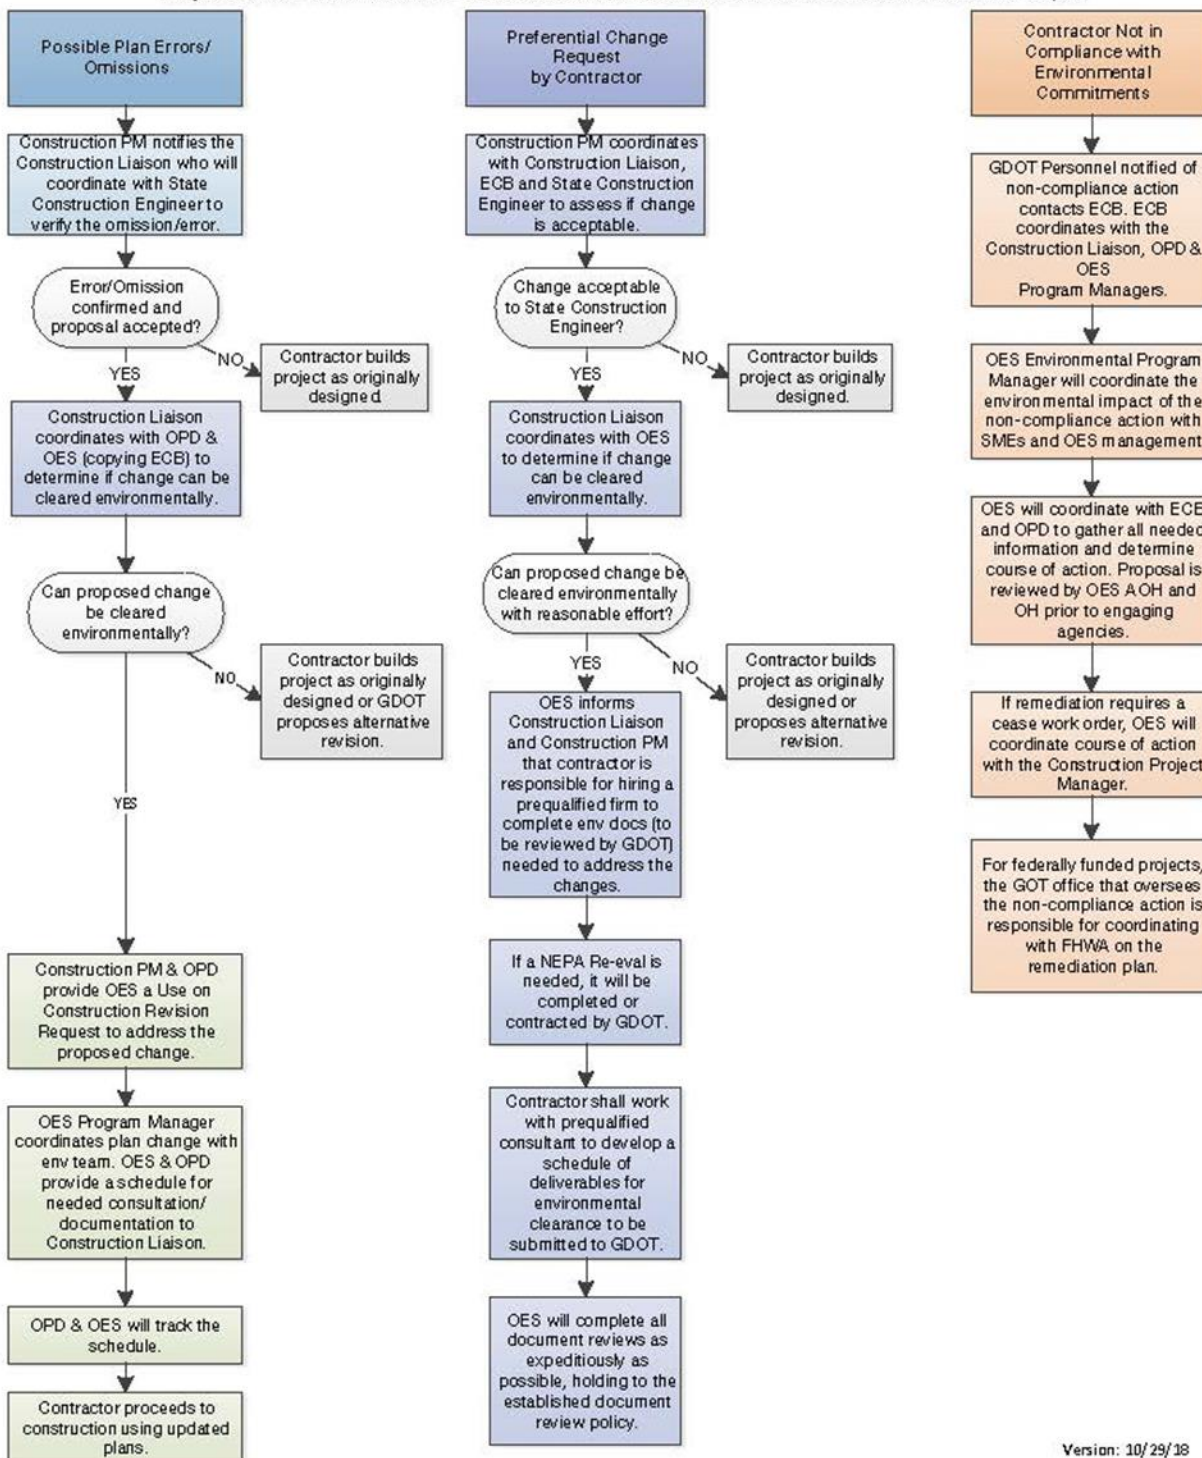 Possible Plan Errors/
Omissions
Construction PM notifies the
Construction Liaison who will
coordinate with State
Construction Engineer to
verify the omission/error.
Error/Omission
confirmed and
proposal accepted?
NO
YES
Contractor builds
project as originally
designed.
Construction Liaison
coordinates with OPD &
OES (copying ECB) to
determine if change can be
cleared environmentally.
Can proposed change
be cleared
environmentally?
NO
Contractor builds
project as originally
designed or GDOT
proposes alternative
revision.
YES
Construction PM & OPD
provide OES a Use on
Construction Revision
Request to address the
proposed change.
OES Program Manager
coordinates plan change with
env team. OES & OPD
provide a schedule for
needed consultation/
documentation to
Construction Liaison.
OPD & OES will track the
schedule.
Contractor proceeds to
construction using updated
plans.
Preferential Change
Request
by Contractor
Construction PM coordinates
with Construction Liaison,
ECB and State Construction
Engineer to assess if change
is acceptable.
Change acceptable
to State Construction
Engineer?
NO
YES
Contractor builds
project as originally
designed.
Construction Liaison
coordinates with OES
to determine if change
can be cleared
environmentally.
Can proposed change be
cleared environmentally
with reasonable effort?
YES
NO
Contractor builds
project as originally
designed or
proposes alternative
revision.
OES informs
Construction Liaison
and Construction PM
that contractor is
responsible for hiring a
prequalified firm to
complete env docs (to
be reviewed by GDOT)
needed to address the
changes.
If a NEPA Re-eval is
needed, it will be
completed or
contracted by GDOT.
Contractor shall work
with prequalified
consultant to develop a
schedule of
deliverables for
environmental
clearance to be
submitted to GDOT.
OES will complete all
document reviews as
expeditiously as
possible, holding to the
established document
review policy.
Contractor Not in
Compliance with
Environmental
Commitments
GDOT Personnel notified of
non-compliance action
contacts ECB. ECB
coordinates with the
Construction Liaison, OPD &
OES
Program Managers.
OES Environmental Program
Manager will coordinate the
environmental impact of the
non-compliance action with
SMEs and OES management
OES will coordinate with ECB
and OPD to gather all needed
information and determine
course of action. Proposal is
reviewed by OES AOH and
OH prior to engaging
agencies.
If remediation requires a
cease work order, OES will
coordinate course of action
with the Construction Project
Manager.
For federally funded projects,
the GOT office that oversees
the non-compliance action is
responsible for coordinating
with FHWA on the
remediation plan.
Version: 10/29/18